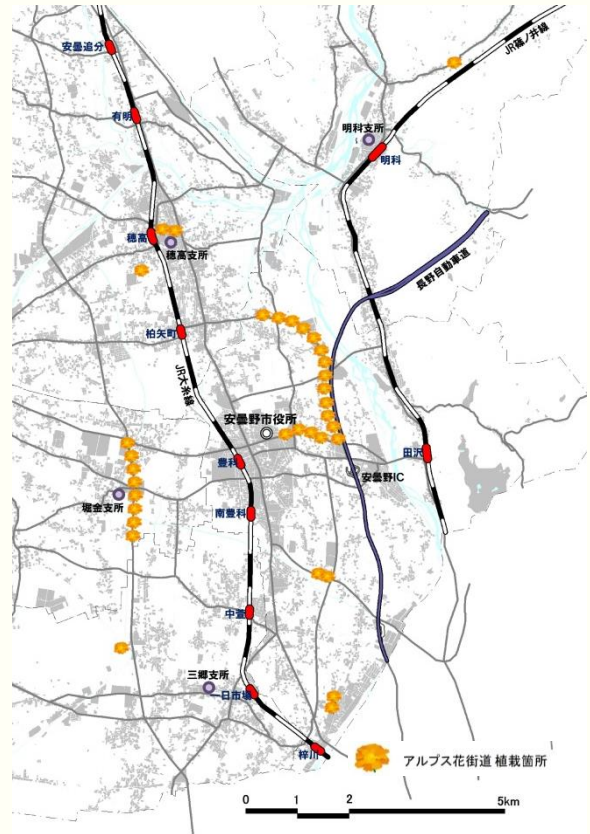 安曇追分
JR篠ノ井線
有明
明科支所
明科
穂高
穂高支所
長野自動車道
柏矢町
JR大糸線
安曇野市役所
豊科
田沢
安曇野IC
堀金支所
南豊科
中萱
三郷支所
一日市場
梓川
アルプス花街道 植栽箇所
0 1 2 5km